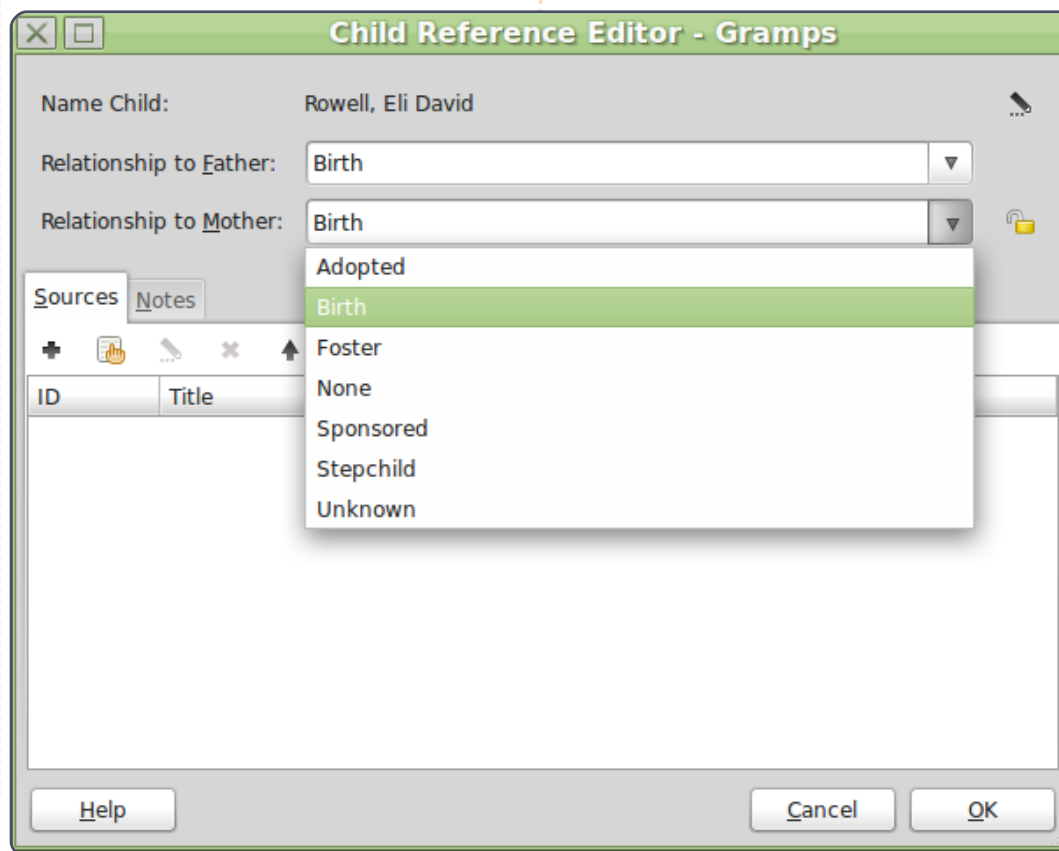 Child Reference Editor - Gramps
Name Child: Rowell, Eli David
Relationship to Father: Birth
Relationship to Mother: Birth
Adopted
Birth
Foster
None
Sponsored
Stepchild
Unknown
Sources Notes
ID Title
Help Cancel OK